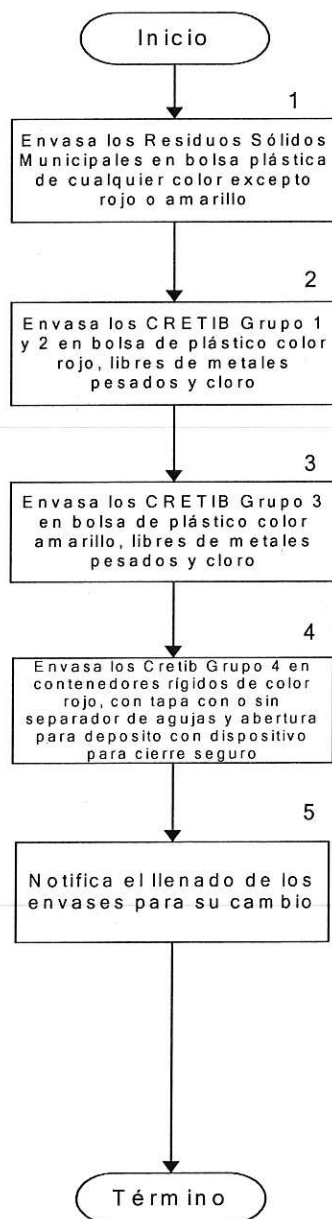 Inicio
1
Envasa los Residuos Sólidos
Municipales en bolsa plástica
de cualquier color excepto
rojo o amarillo
2
Envasa los CRETIB Grupo 1
y 2 en bolsa de plástico color
rojo, libres de metales
pesados y cloro
3
Envasa los CRETIB Grupo 3
en bolsa de plástico color
amarillo, libres de metales
pesados y cloro
4
Envasa los Cretib Grupo 4 en
contenedores rígidos de color
rojo, con tapa con o sin
separador de agujas y abertura
para deposito con dispositivo
para cierre seguro
5
Notifica el llenado de los
envases para su cambio
Término